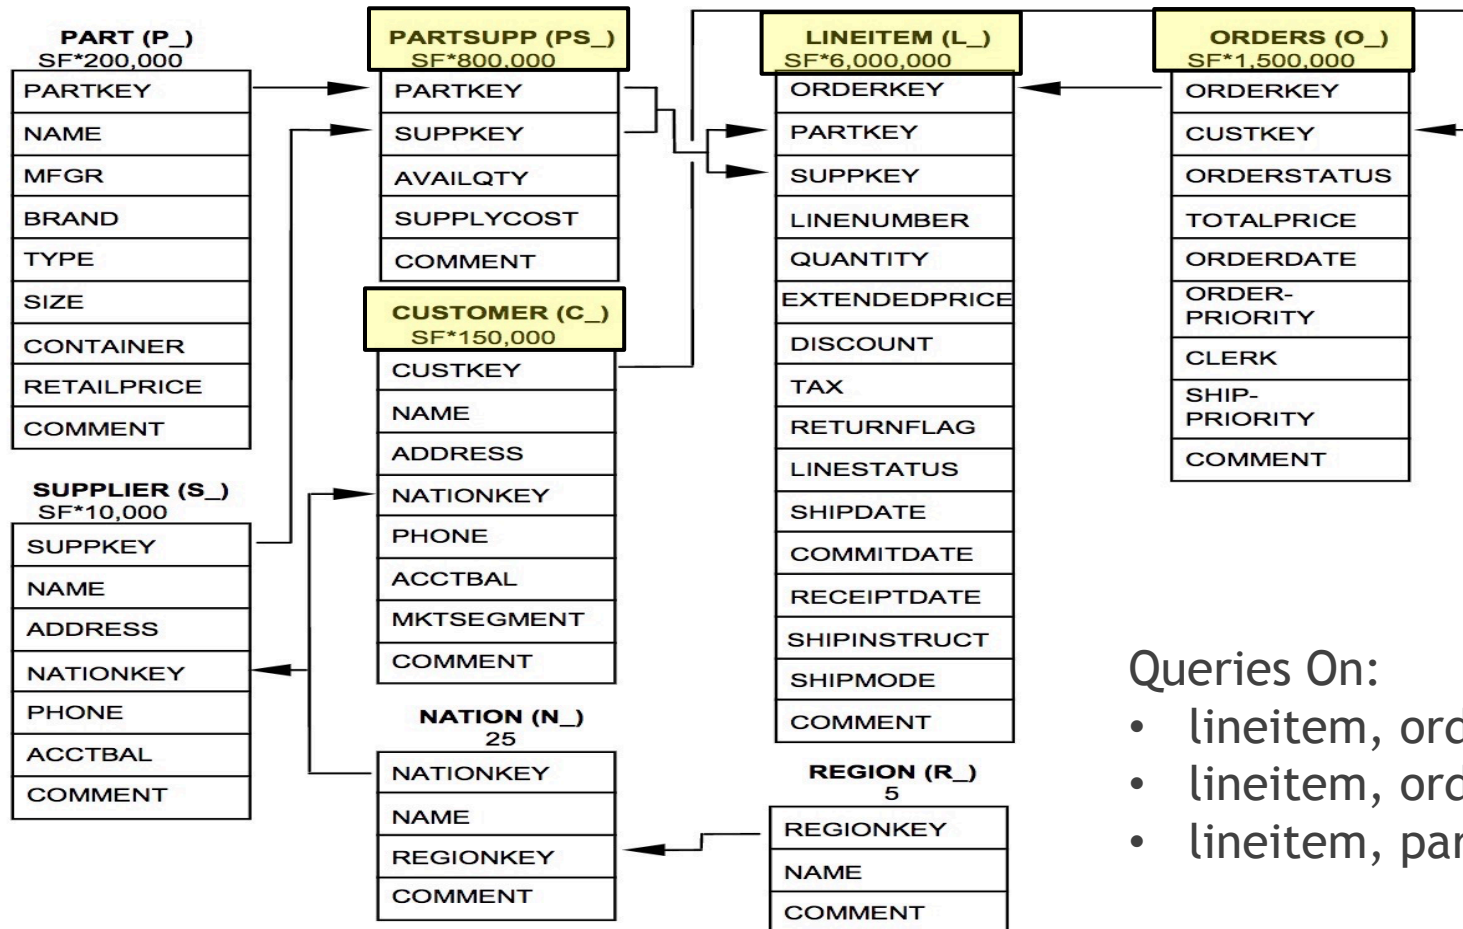 PART (P_)
SF*200,000
PARTKEY
NAME
MFGR
BRAND
TYPE
SIZE
CONTAINER
RETAILPRICE
COMMENT
SUPPLIER (S_)
SF*10,000
SUPPKEY
NAME
ADDRESS
NATIONKEY
PHONE
ACCTBAL
COMMENT
PARTSUPP (PS_)
SF*800,000
PARTKEY
SUPPKEY
AVAILQTY
SUPPLYCOST
COMMENT
CUSTOMER (C_)
SF*150,000
CUSTKEY
NAME
ADDRESS
NATIONKEY
PHONE
ACCTBAL
MKTSEGMENT
COMMENT
NATION (N_)
25
NATIONKEY
NAME
REGIONKEY
COMMENT
LINEITEM (L_)
SF*6,000,000
ORDERKEY
PARTKEY
SUPPKEY
LINENUMBER
QUANTITY
EXTENDEDPRICE
DISCOUNT
TAX
RETURNFLAG
LINESTATUS
SHIPDATE
COMMITDATE
RECEIPTDATE
SHIPINSTRUCT
SHIPMODE
COMMENT
REGION (R_)
5
REGIONKEY
NAME
COMMENT
ORDERS (O_)
SF*1,500,000
ORDERKEY
CUSTKEY
ORDERSTATUS
TOTALPRICE
ORDERDATE
ORDER-
PRIORITY
CLERK
SHIP-
PRIORITY
COMMENT
Queries On:
• lineitem,
• lineitem,
• lineitem,